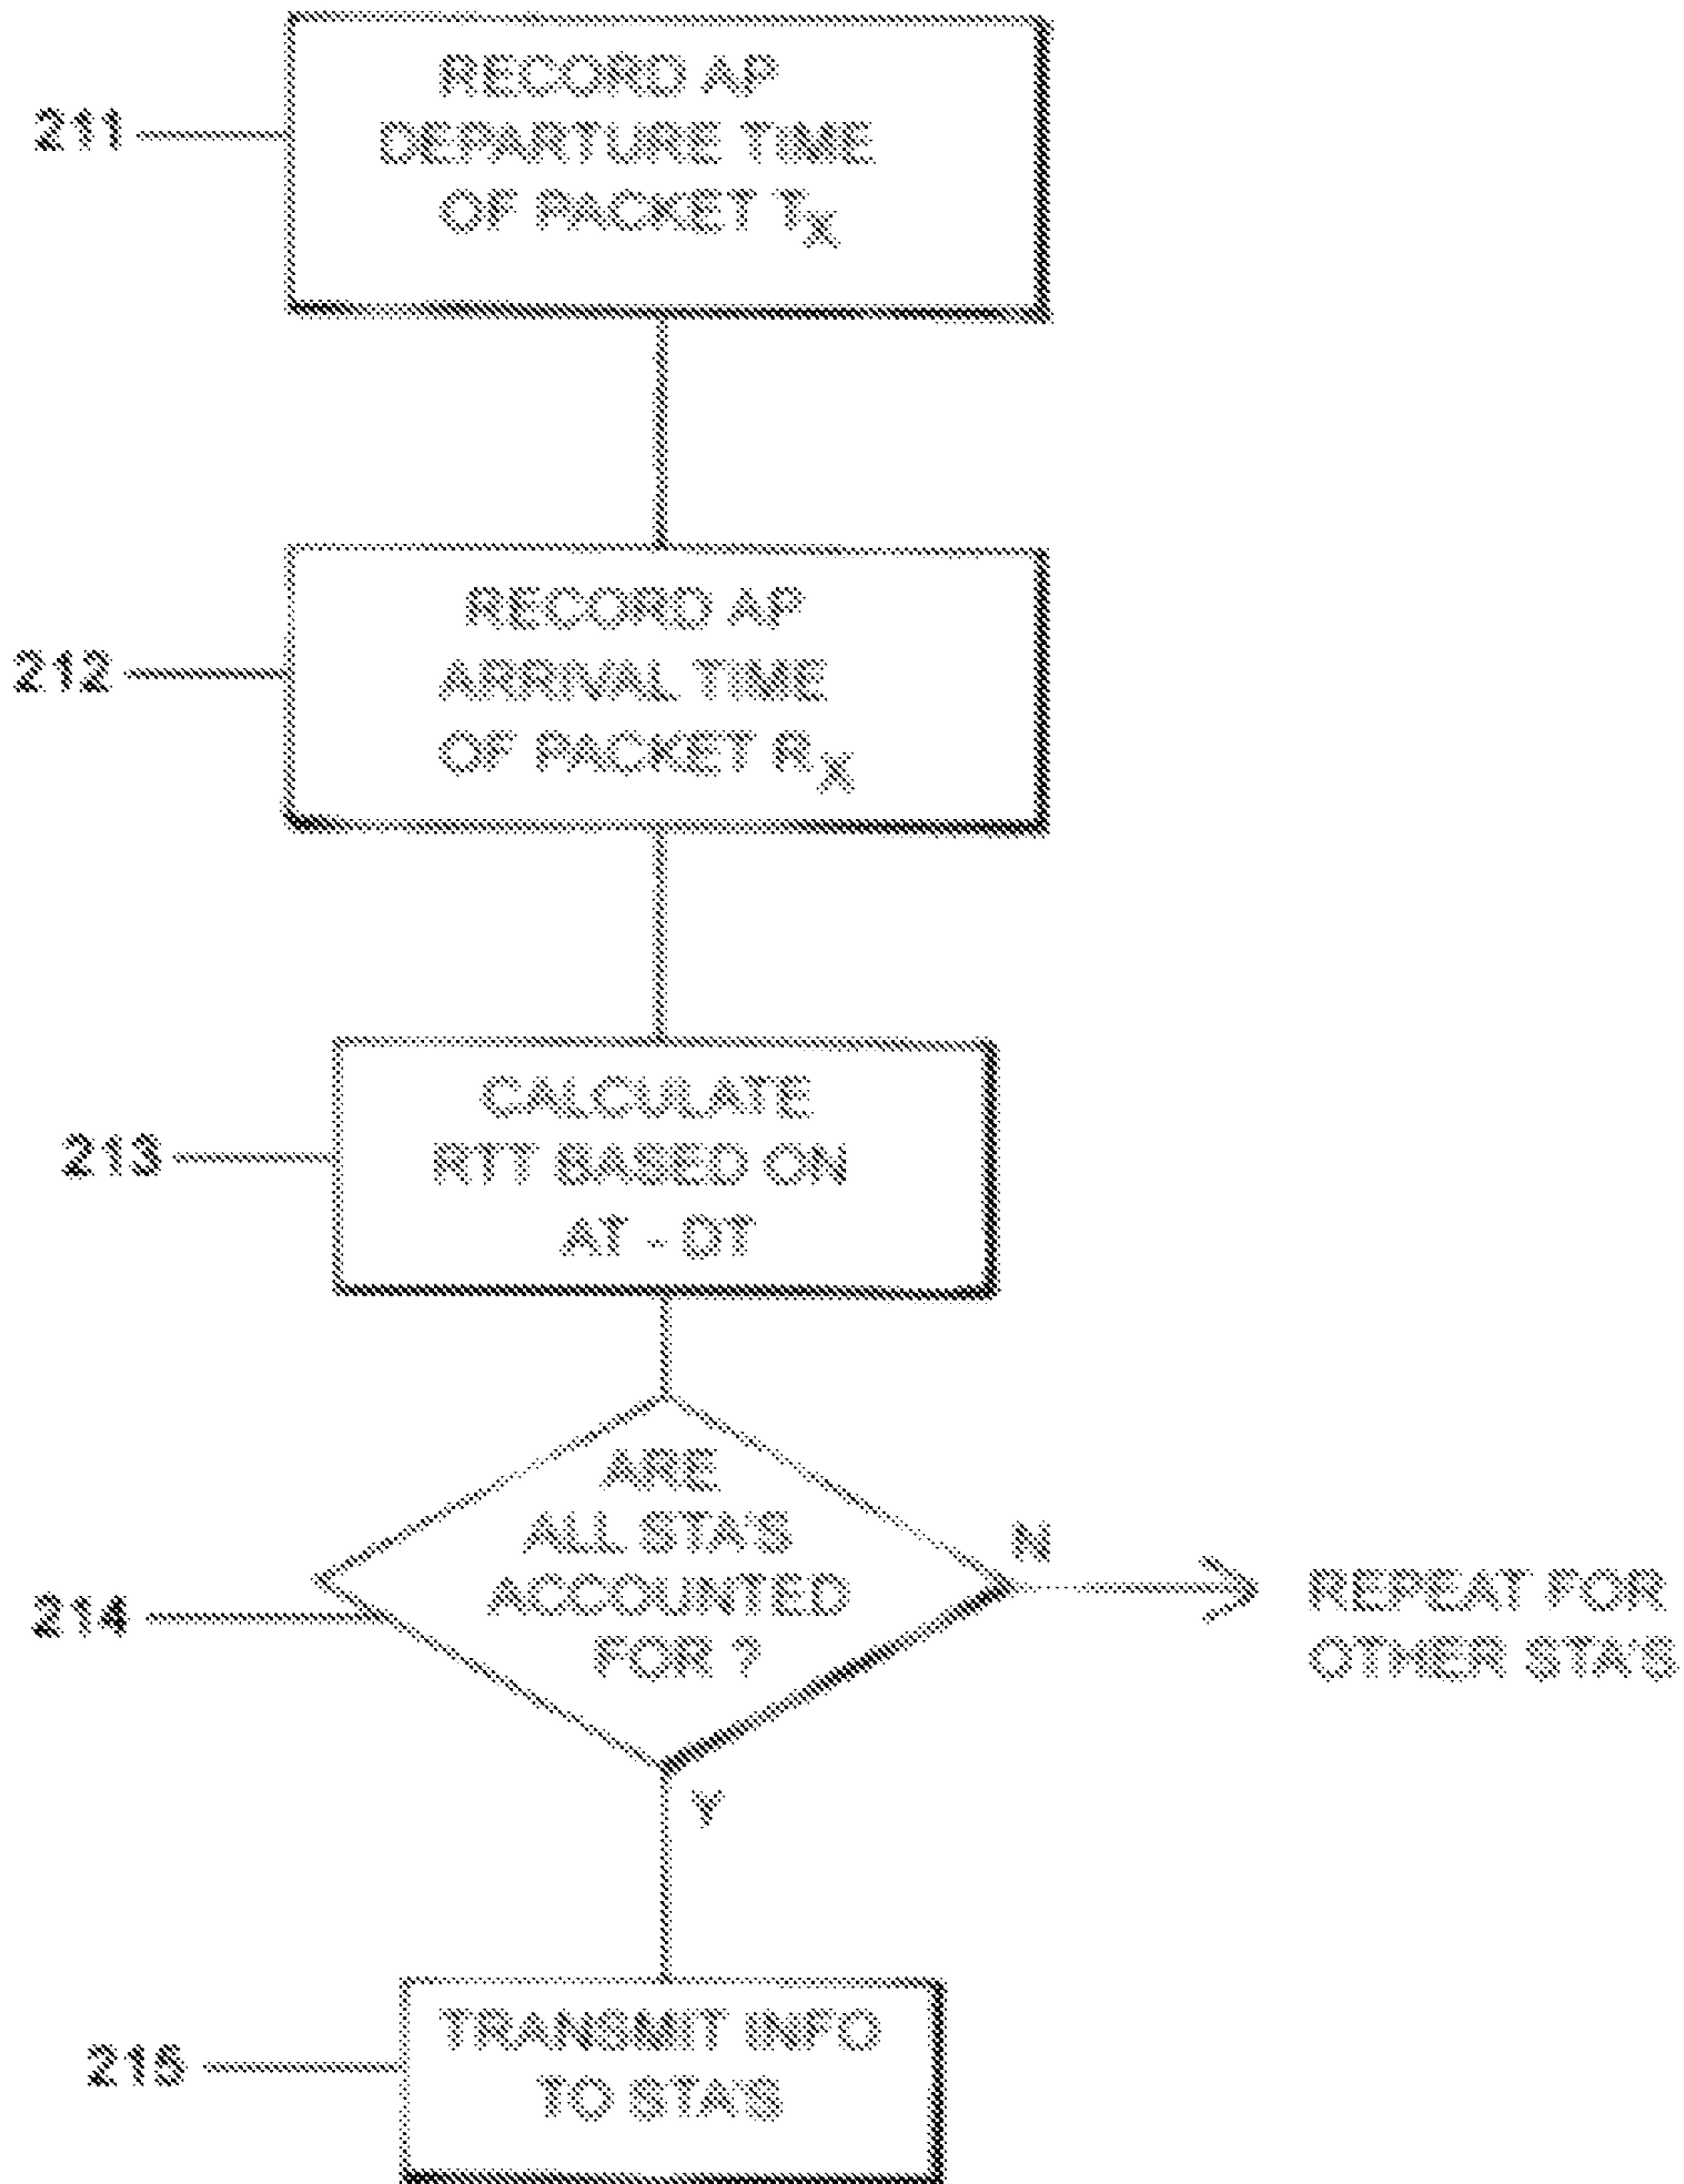 211
RECORD AP
DEPARTURE TIME
OF PACKET TX
212
RECORD AP
ARRIVAL TIME
OF PACKET RX
213
CALCULATE
RTT BASED ON
AT - DT
214
ARE
ALL STA'S
ACCOUNTED
FOR ?
N
REPEAT FOR
OTHER STA'S
Y
215
TRANSMIT INFO
TO STA'S